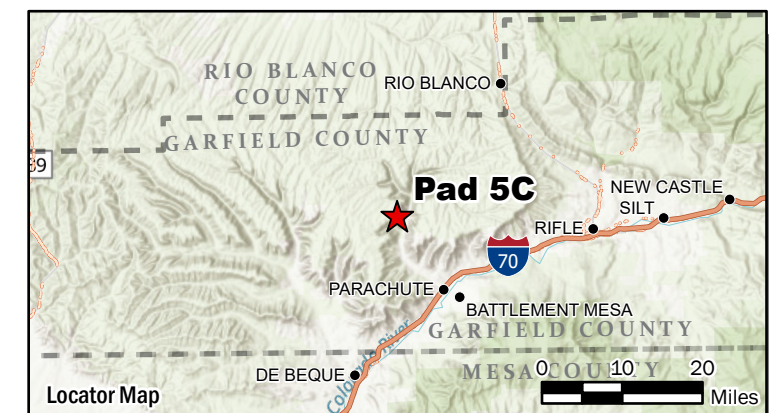 RIO BLANCO
COUNTY
RIO BLANCO
GARFIELD COUNTY
Pad 5C
NEW CASTLE
SILT
RIFLE
70
PARACHUTE
BATTLEMENT MESA
GARFIELD COUNTY
DE BEQUE
MESA COUNTY
Colorado River
0 10 20
Miles
Locator Map